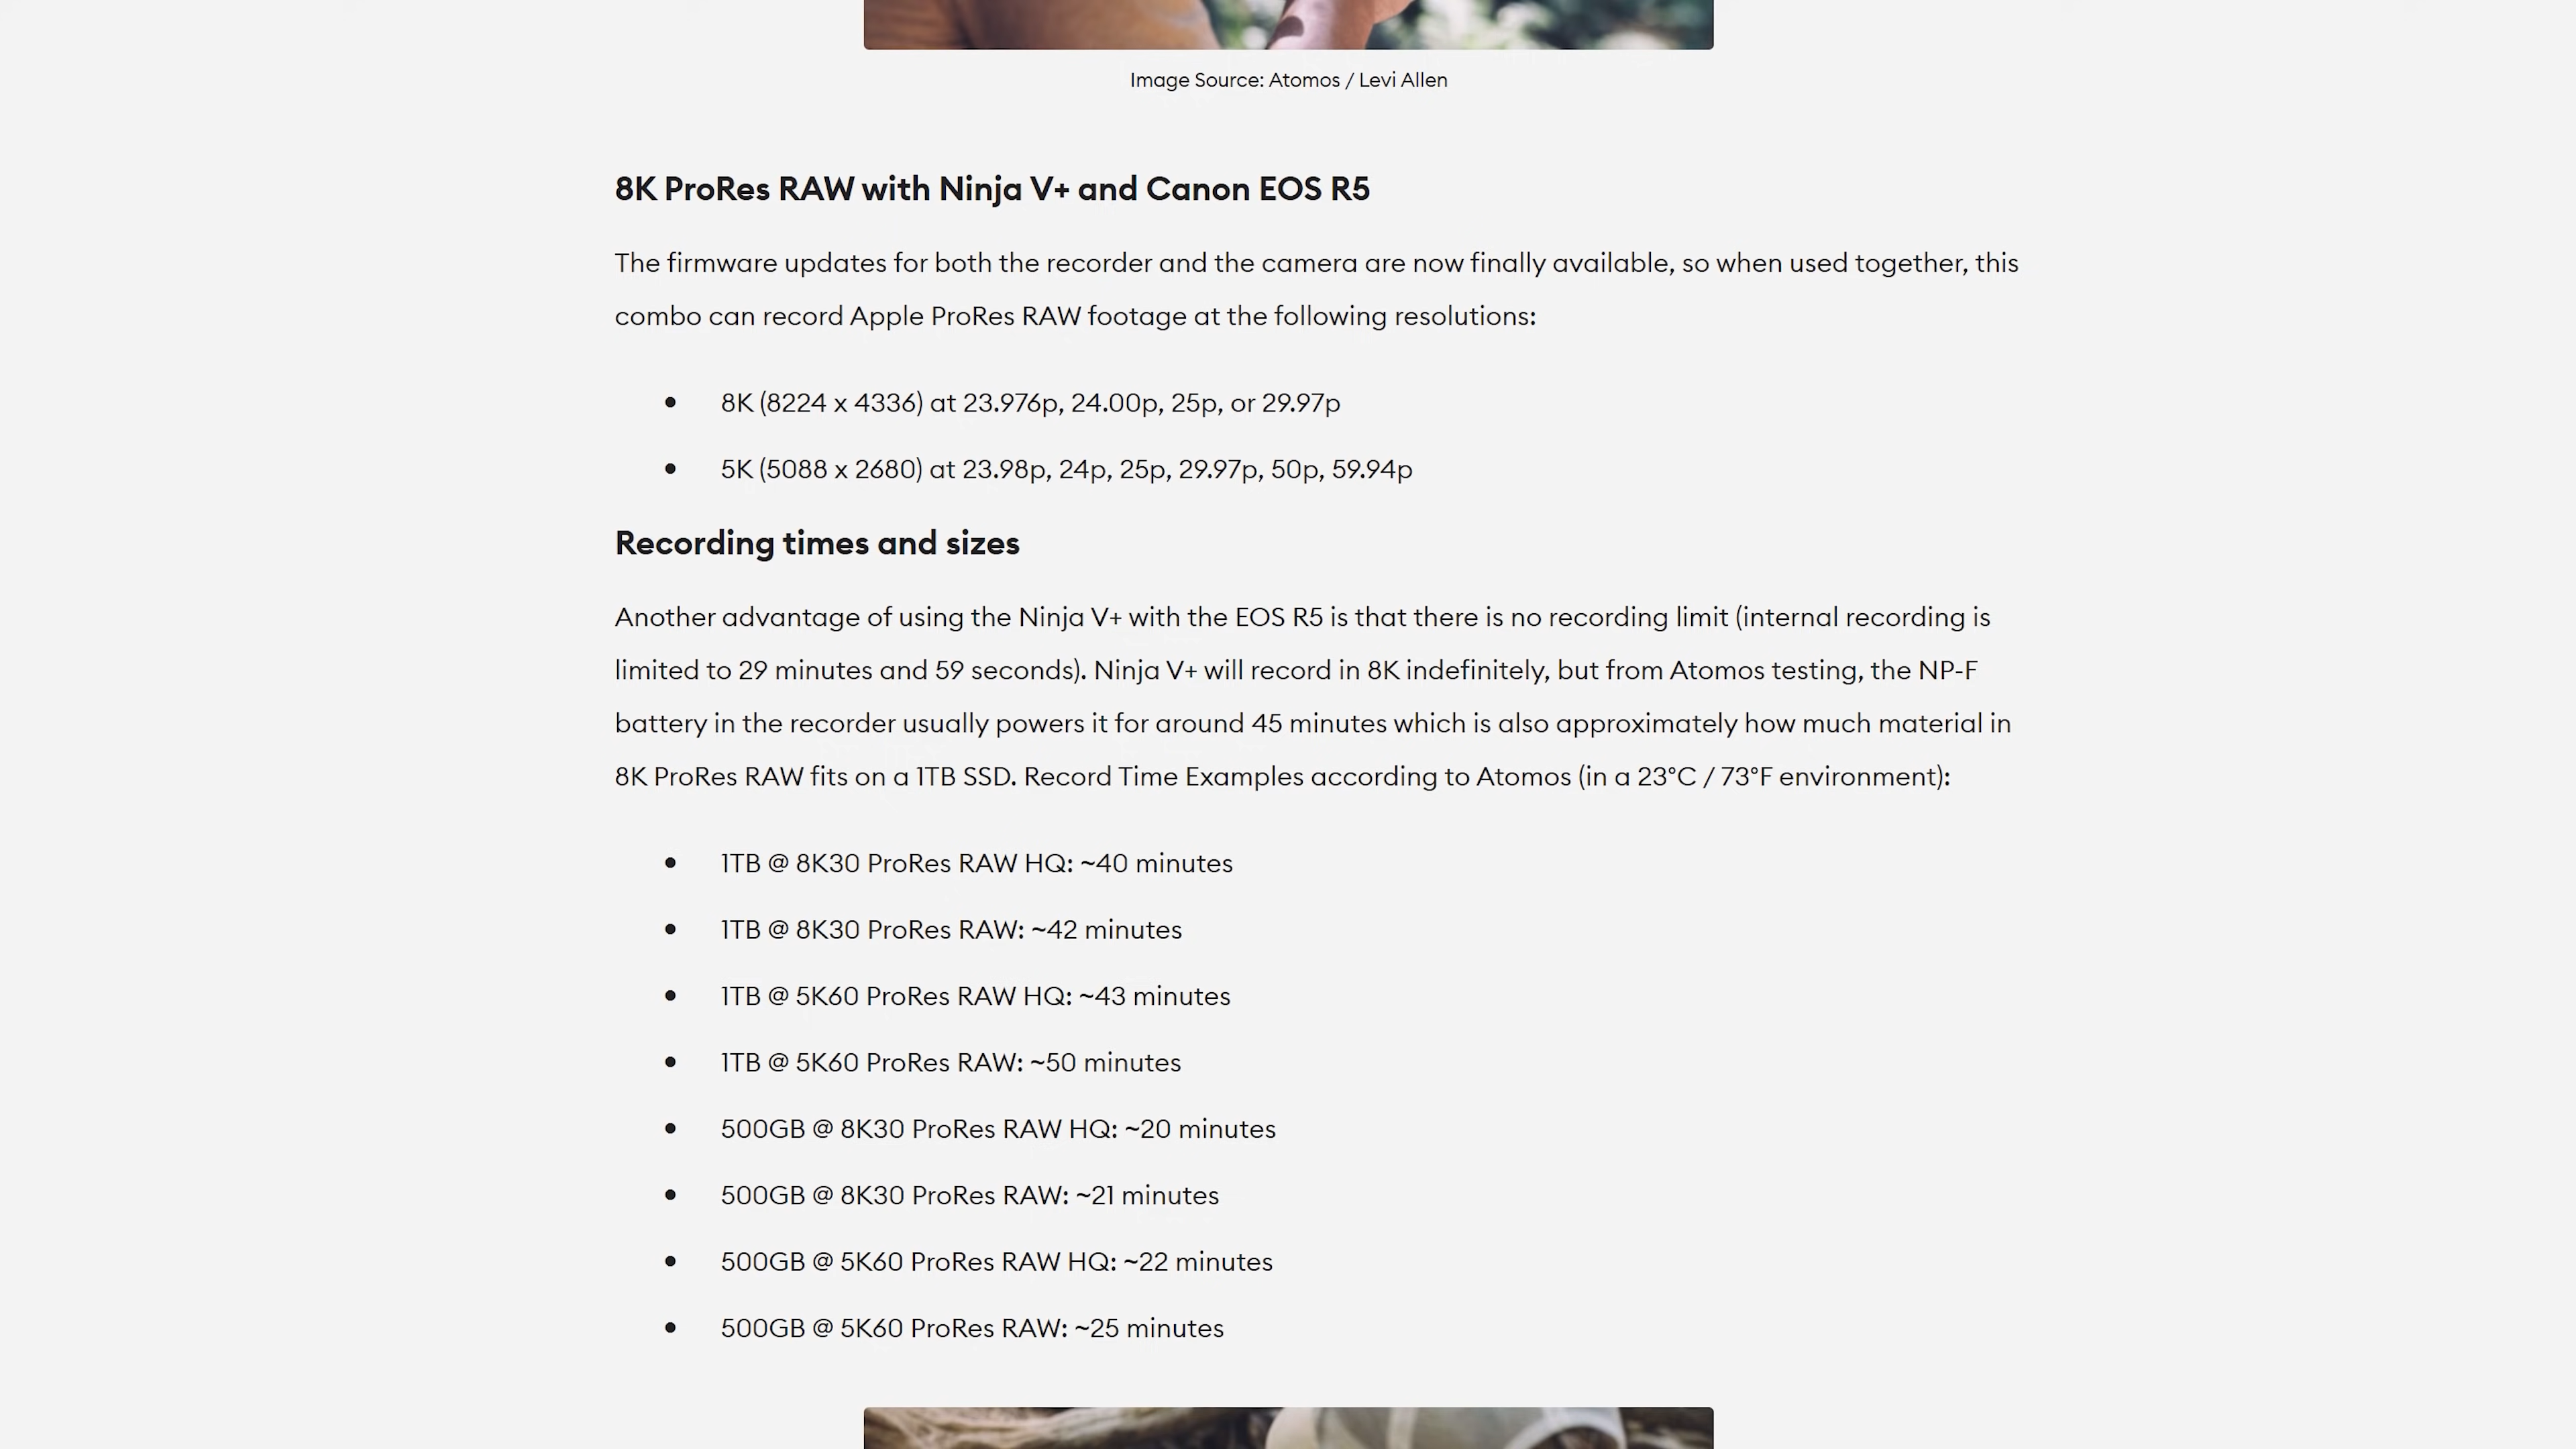 Image Source: Atomos / Levi Allen
8K ProRes RAW with Ninja V+ and Canon EOS R5
The firmware updates for both the recorder and the camera are now finally available, so when used together, this
combo can record Apple ProRes RAW footage at the following resolutions:
• 8K (8224 x 4336) at 23.976p, 24.00p, 25p, or 29.97p
• 5K (5088 x 2680) at 23.98p, 24p, 25p, 29.97p, 50p, 59.94p
Recording times and sizes
Another advantage of using the Ninja V+ with the EOS R5 is that there is no recording limit (internal recording is
limited to 29 minutes and 59 seconds). Ninja V+ will record in 8K indefinitely, but from Atomos testing, the NP-F
battery in the recorder usually powers it for around 45 minutes which is also approximately how much material in
8K ProRes RAW fits on a 1TB SSD. Record Time Examples according to Atomos (in a 23°C / 73°F environment):
• 1TB @ 8K30 ProRes RAW HQ: ~40 minutes
• 1TB @ 8K30 ProRes RAW: ~42 minutes
• 1TB @ 5K60 ProRes RAW HQ: ~43 minutes
• 1TB @ 5K60 ProRes RAW: ~50 minutes
• 500GB @ 8K30 ProRes RAW HQ: ~20 minutes
• 500GB @ 8K30 ProRes RAW: ~21 minutes
• 500GB @ 5K60 ProRes RAW HQ: ~22 minutes
• 500GB @ 5K60 ProRes RAW: ~25 minutes